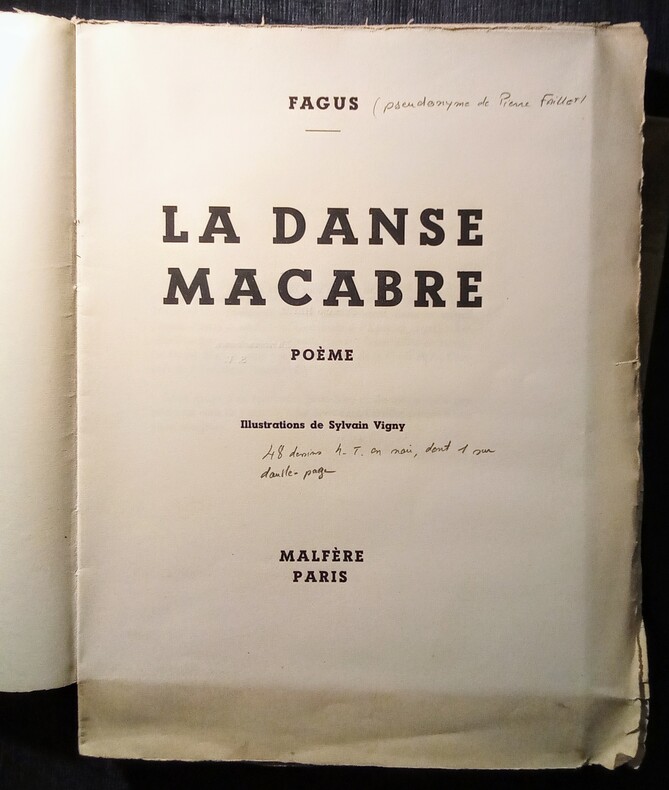 FAGUS (pseudonyme de Pierre Faillet)
LA DANSE
MACABRE
POÈME
Illustrations de Sylvain Vigny
48 dessins h. T. en noir, dont 1 sur
double-page
MALFÈRE
PARIS